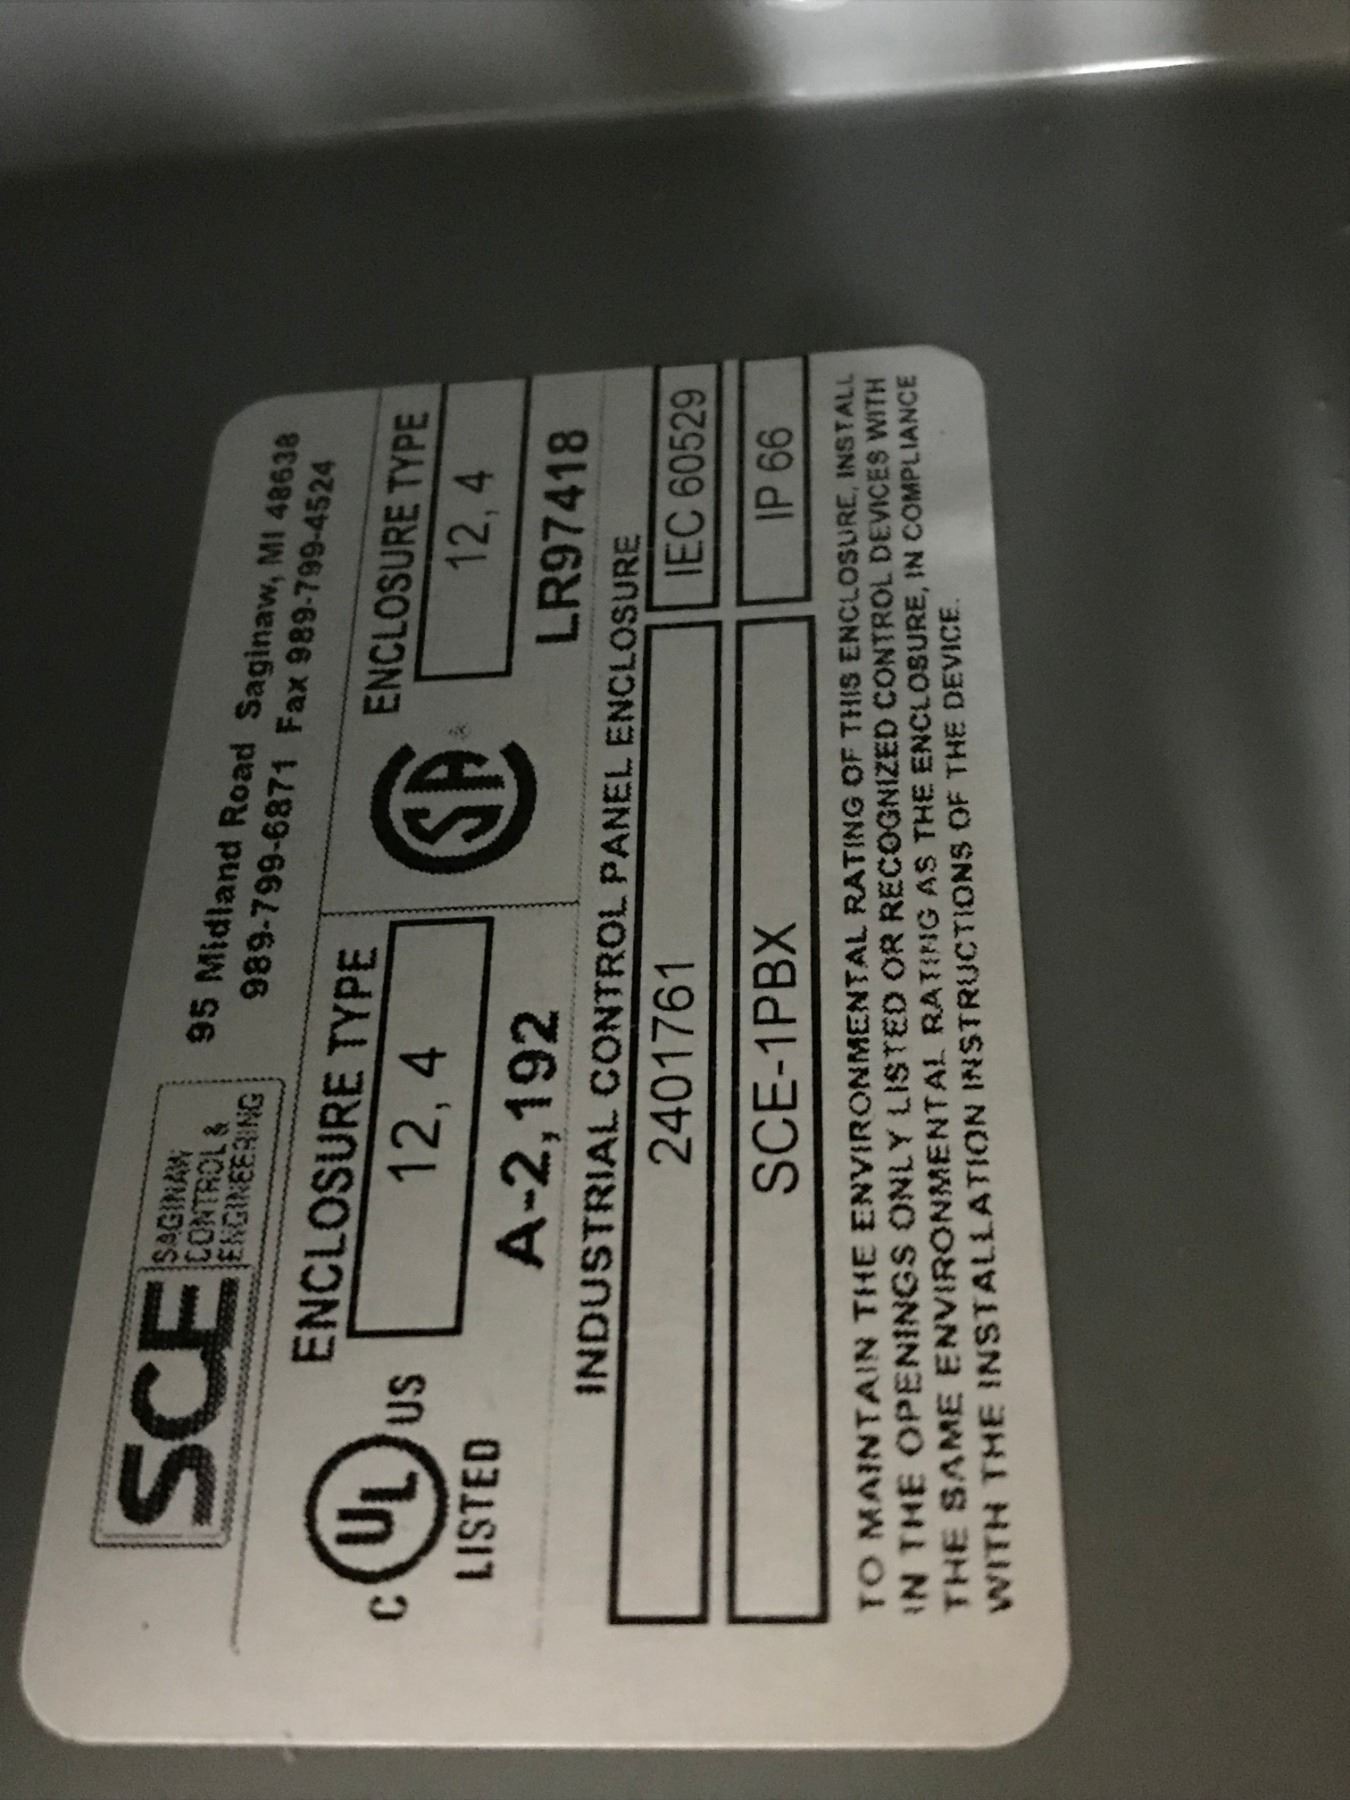 SCE
SAGINAW
CONTROL &
ENGINEERING
95 Midland Road Saginaw, MI 48638
989-799-6871 Fax 989-799-4524
C UL US
LISTED
ENCLOSURE TYPE
12, 4
A-2,192
SA
ENCLOSURE TYPE
12, 4
LR97418
INDUSTRIAL CONTROL PANEL ENCLOSURE
2401761
IEC 60529
SCE-1PBX
IP 66
TO MAINTAIN THE ENVIRONMENTAL RATING OF THIS ENCLOSURE, INSTALL
IN THE OPENINGS ONLY LISTED OR RECOGNIZED CONTROL DEVICES WITH
THE SAME ENVIRONMENTAL RATING AS THE ENCLOSURE, IN COMPLIANCE
WITH THE INSTALLATION INSTRUCTIONS OF THE DEVICE.